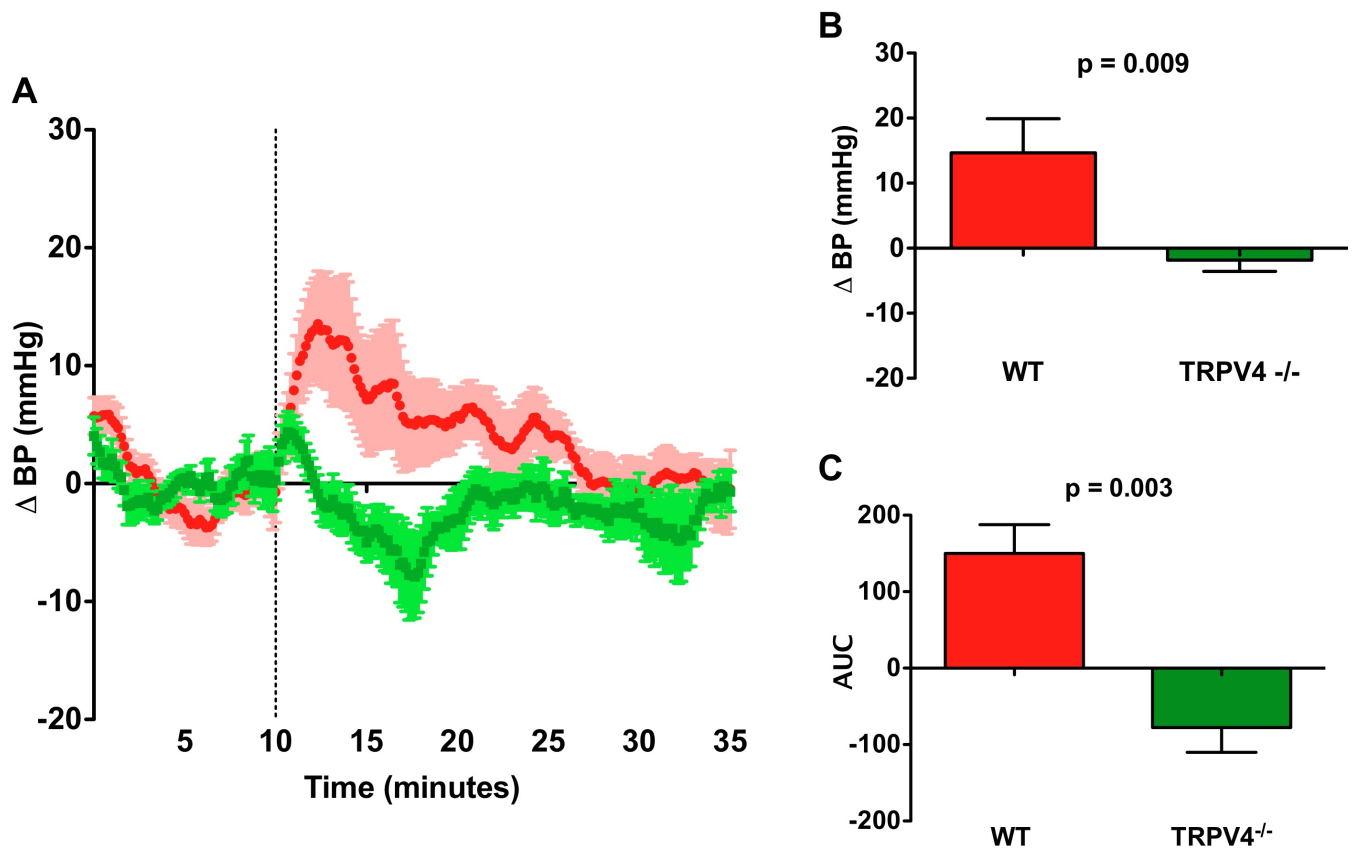 A
Δ BP (mmHg)
30
20
10
0
-10
-20
5 10 15 20 25 30 35
Time (minutes)
B
p = 0.009
Δ BP (mmHg)
30
20
10
0
-10
-20
WT TRPV4 -/-
C
p = 0.003
AUC
200
100
0
-100
-200
WT TRPV4-/-